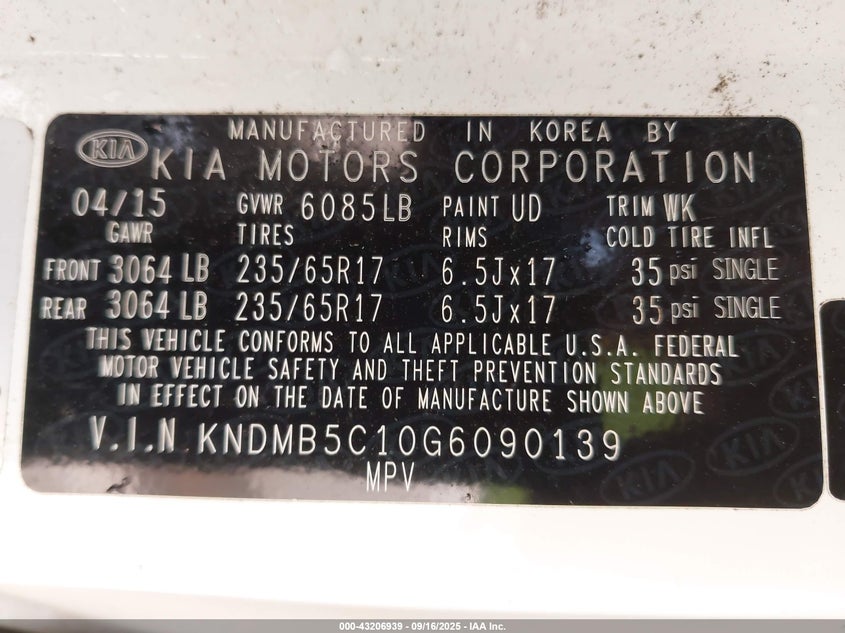 MANUFACTURED IN KOREA BY
KIA KIA MOTORS CORPORATION
04/15 GVWR 6085LB PAINT UD TRIM WK
GAWR TIRES RIMS COLD TIRE INFL
FRONT 3064 LB 235/65R17 6.5Jx17 35 psi SINGLE
REAR 3064 LB 235/65R17 6.5Jx17 35 psi SINGLE
THIS VEHICLE CONFORMS TO ALL APPLICABLE U.S.A. FEDERAL
MOTOR VEHICLE SAFETY AND THEFT PREVENTION STANDARDS
IN EFFECT ON THE DATE OF MANUFACTURE SHOWN ABOVE
V.I.N KNDMB5C10G6090139
MPV
000-43206939 - 09/16/2025 - IAA Inc.